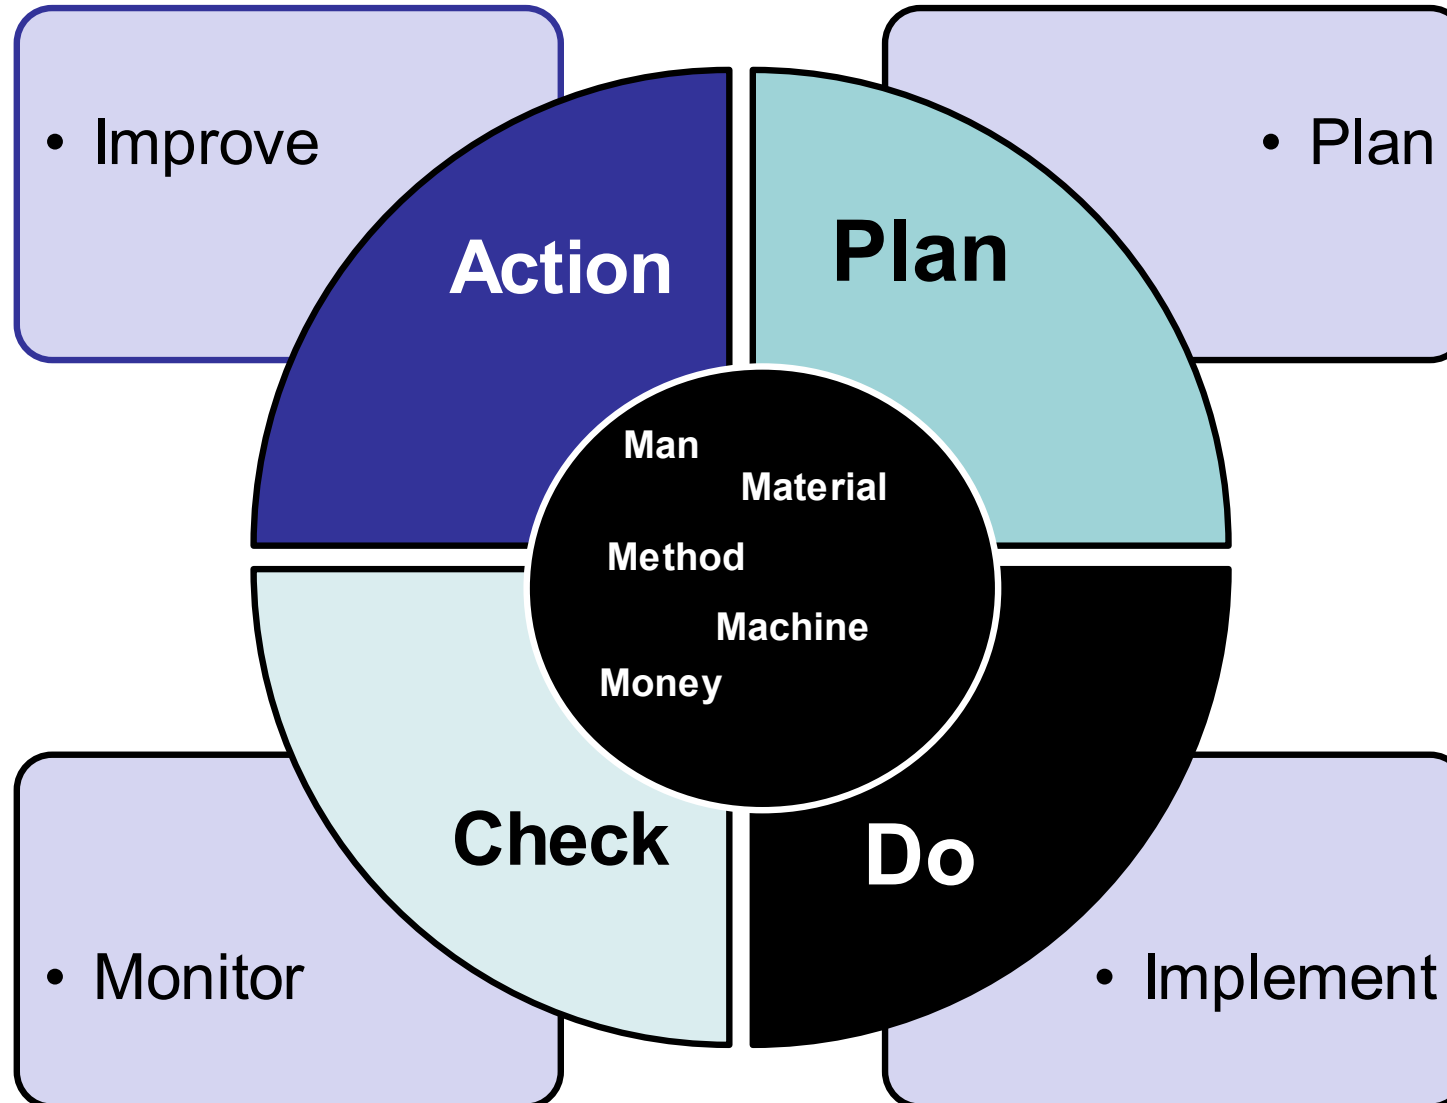 • Improve
• Plan
Action
Plan
Man
Material
Method
Machine
Money
Check
Do
• Monitor
• Implement